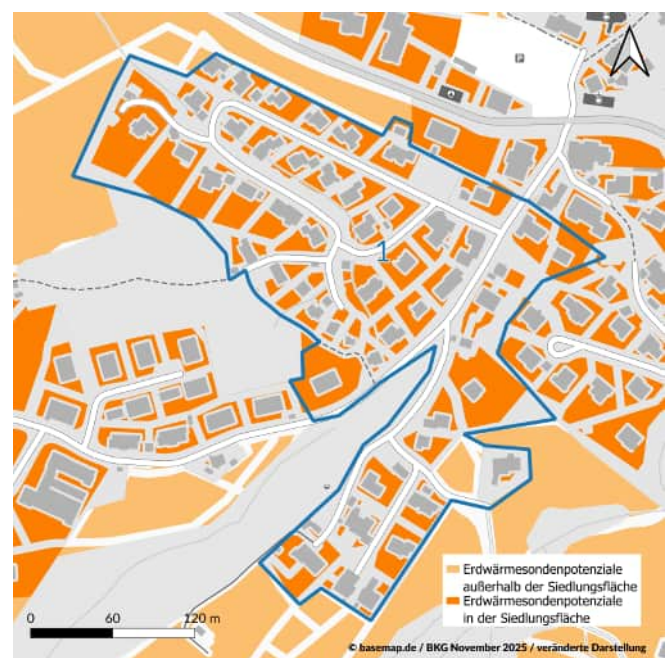 P
1
Erdwärmesondenpotenziale
außerhalb der Siedlungsfläche
Erdwärmesondenpotenziale
in der Siedlungsfläche
0 60 120 m
© basemap.de / BKG November 2025 / veränderte Darstellung